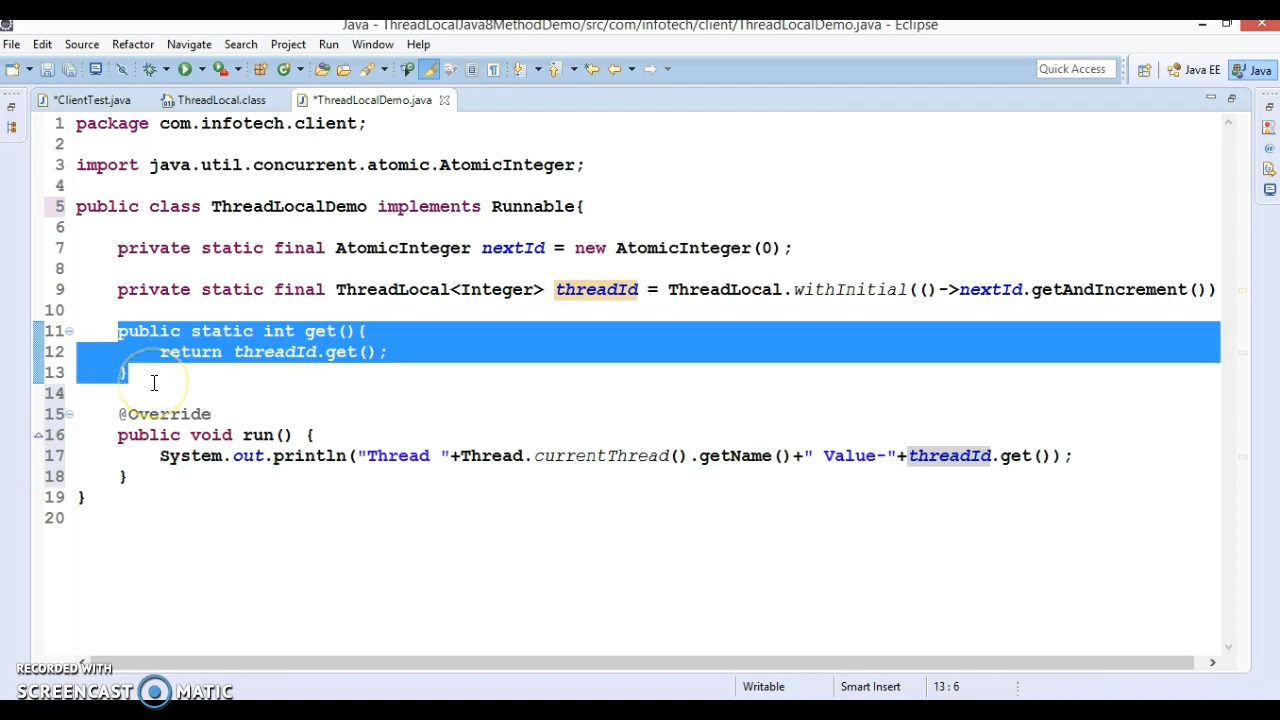 Java - ThreadLocalJava8MethodDemo/src/com/infotech/client/ThreadLocalDemo.java - Eclipse
File Edit Source Refactor Navigate Search Project Run Window Help
Quick Access Java EE Java
*ClientTest.java ThreadLocal.class *ThreadLocalDemo.java
1 package com.infotech.client;
2
3 import java.util.concurrent.atomic.AtomicInteger;
4
5 public class ThreadLocalDemo implements Runnable{
6
7 private static final AtomicInteger nextId = new AtomicInteger(0);
8
9 private static final ThreadLocal<Integer> threadId = ThreadLocal.withInitial(()->nextId.getAndIncrement())
10
11 public static int get(){
12 return threadId.get();
13 }
14
15 @Override
16 public void run() {
17 System.out.println("Thread "+Thread.currentThread().getName()+" Value-"+threadId.get());
18 }
19 }
20
RECORDED WITH
SCREENCAST MATIC
Writable Smart Insert 13 : 6